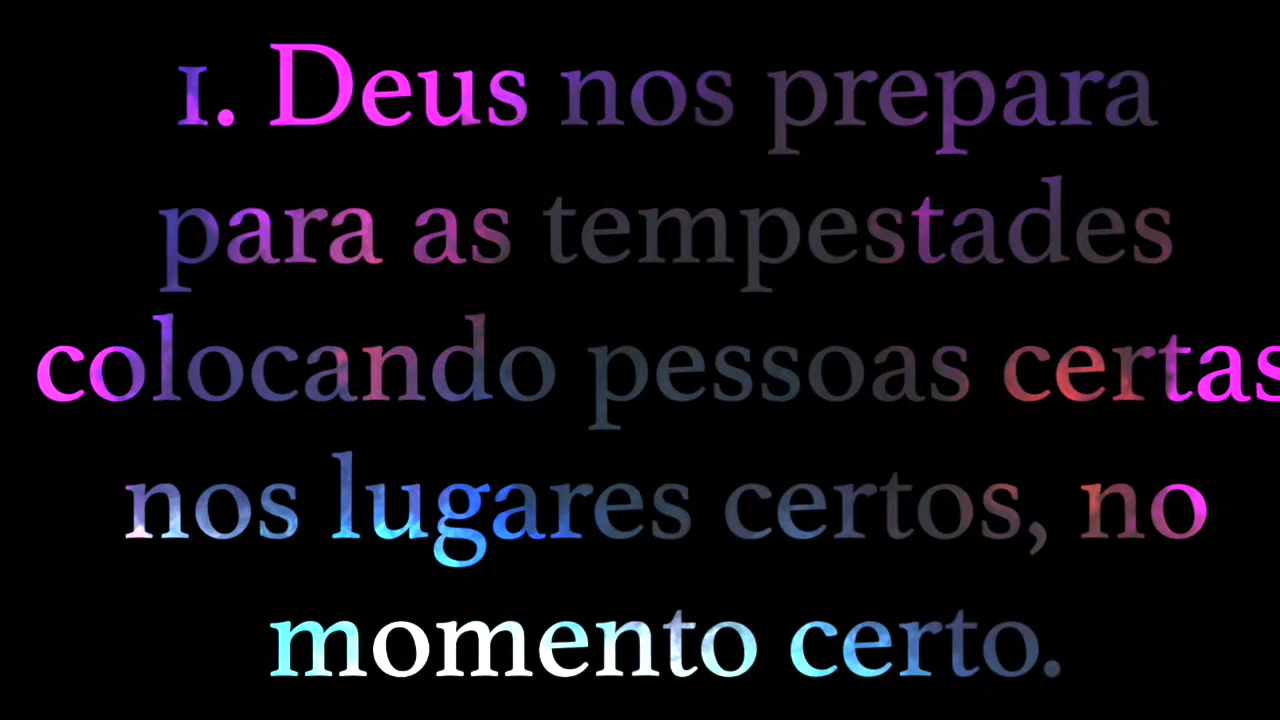 1. Deus nos prepara
para as tempestades
colocando pessoas certas
nos lugares certos, no
momento certo.